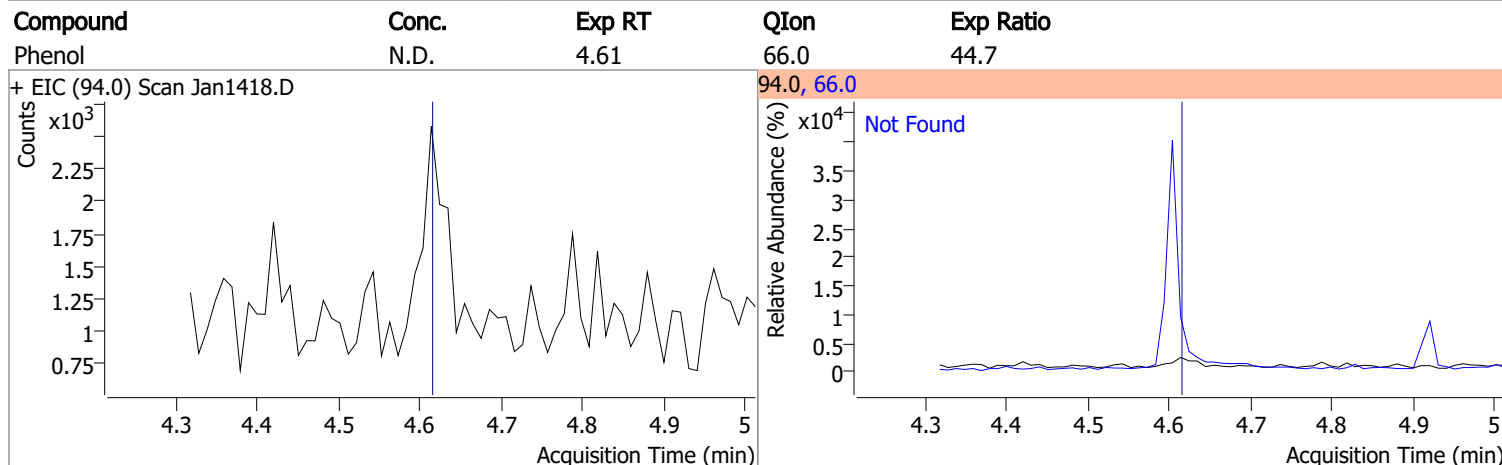 Compound Conc. Exp RT QIon Exp Ratio
Phenol N.D. 4.61 66.0 44.7
+ EIC (94.0) Scan Jan1418.D
Counts
x10³
2.25
2
1.75
1.5
1.25
1
0.75
4.3 4.4 4.5 4.6 4.7 4.8 4.9 5
Acquisition Time (min)
94.0, 66.0
Relative Abundance (%)
x10⁴
Not Found
3.5
3
2.5
2
1.5
1
0.5
0
4.3 4.4 4.5 4.6 4.7 4.8 4.9 5
Acquisition Time (min)